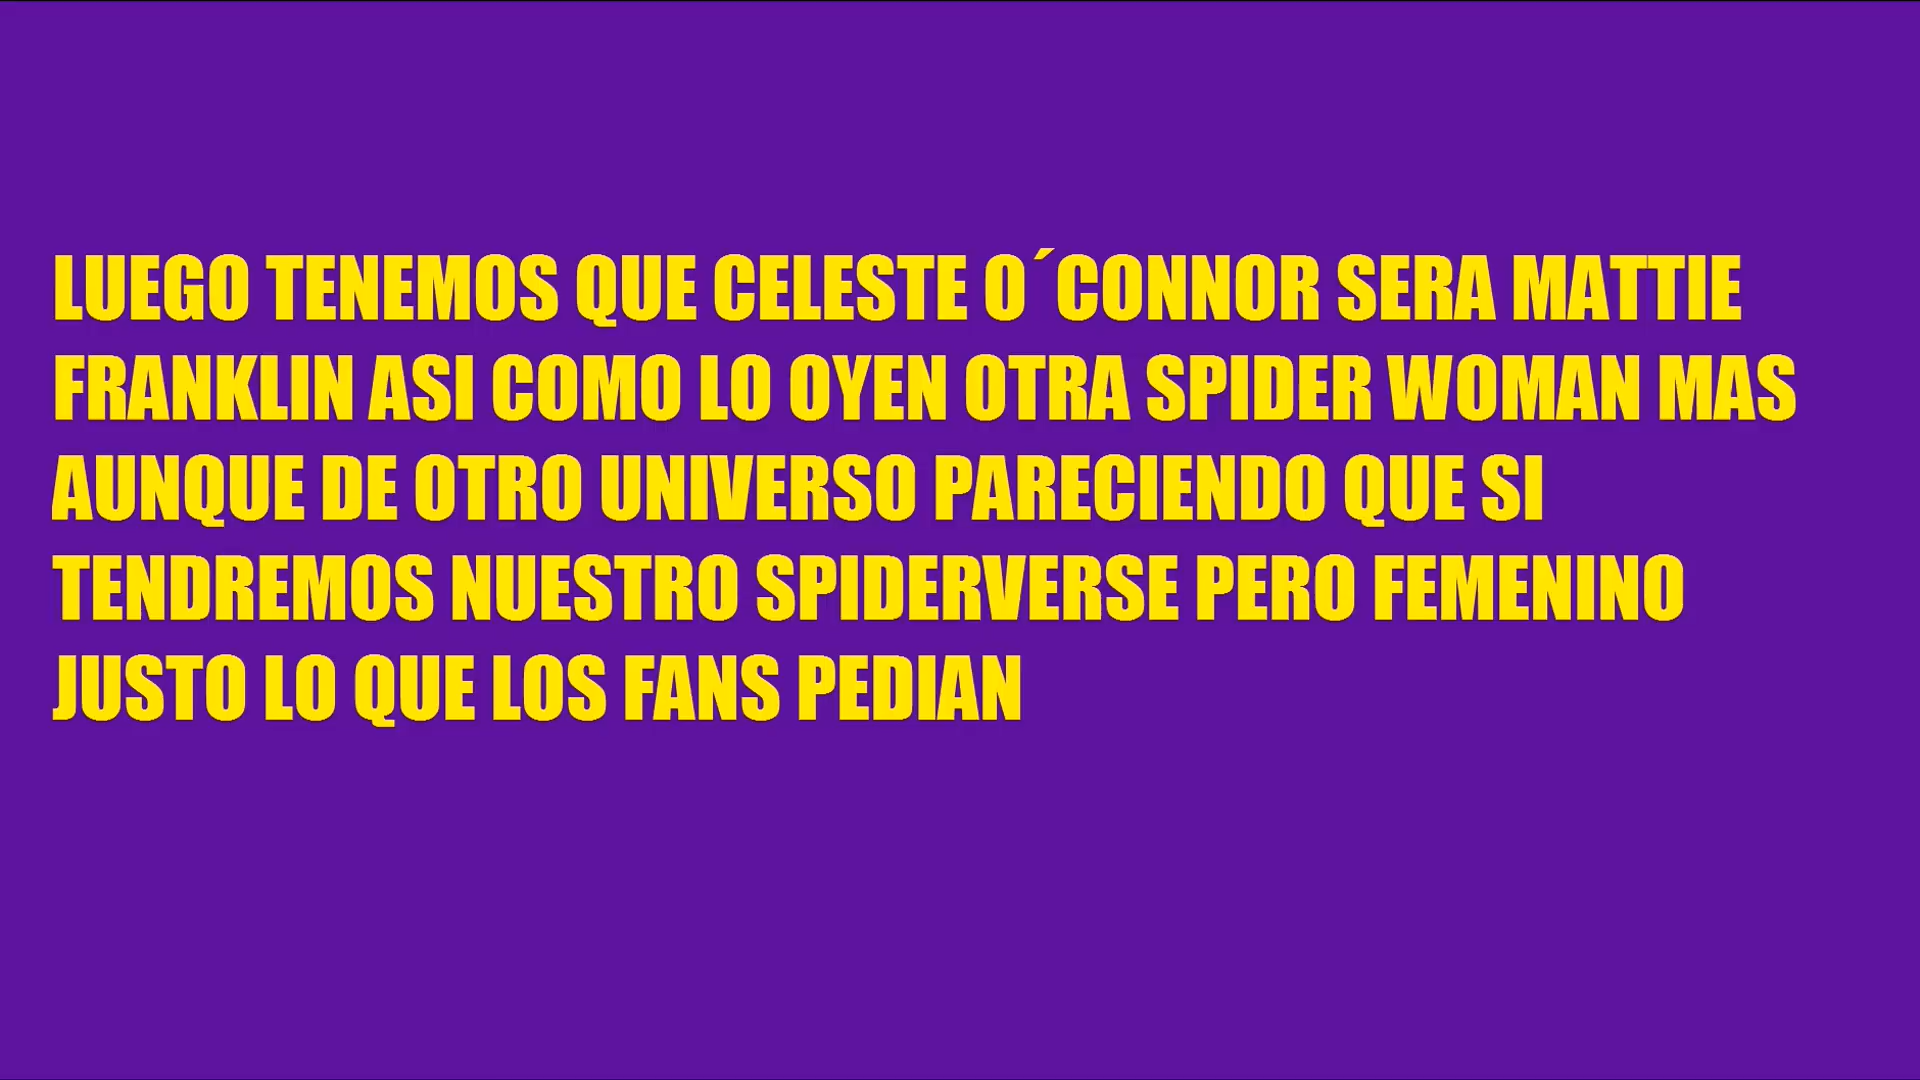 LUEGO TENEMOS QUE CELESTE O´CONNOR SERA MATTIE
FRANKLIN ASI COMO LO OYEN OTRA SPIDER WOMAN MAS
AUNQUE DE OTRO UNIVERSO PARECIENDO QUE SI
TENDREMOS NUESTRO SPIDERVERSE PERO FEMENINO
JUSTO LO QUE LOS FANS PEDIAN